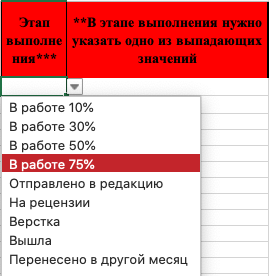 Этап
выполне
ния***
**В этапе выполнения нужно
указать одно из выпадающих
значений
В работе 10%
В работе 30%
В работе 50%
В работе 75%
Отправлено в редакцию
На рецензии
Верстка
Вышла
Перенесено в другой месяц